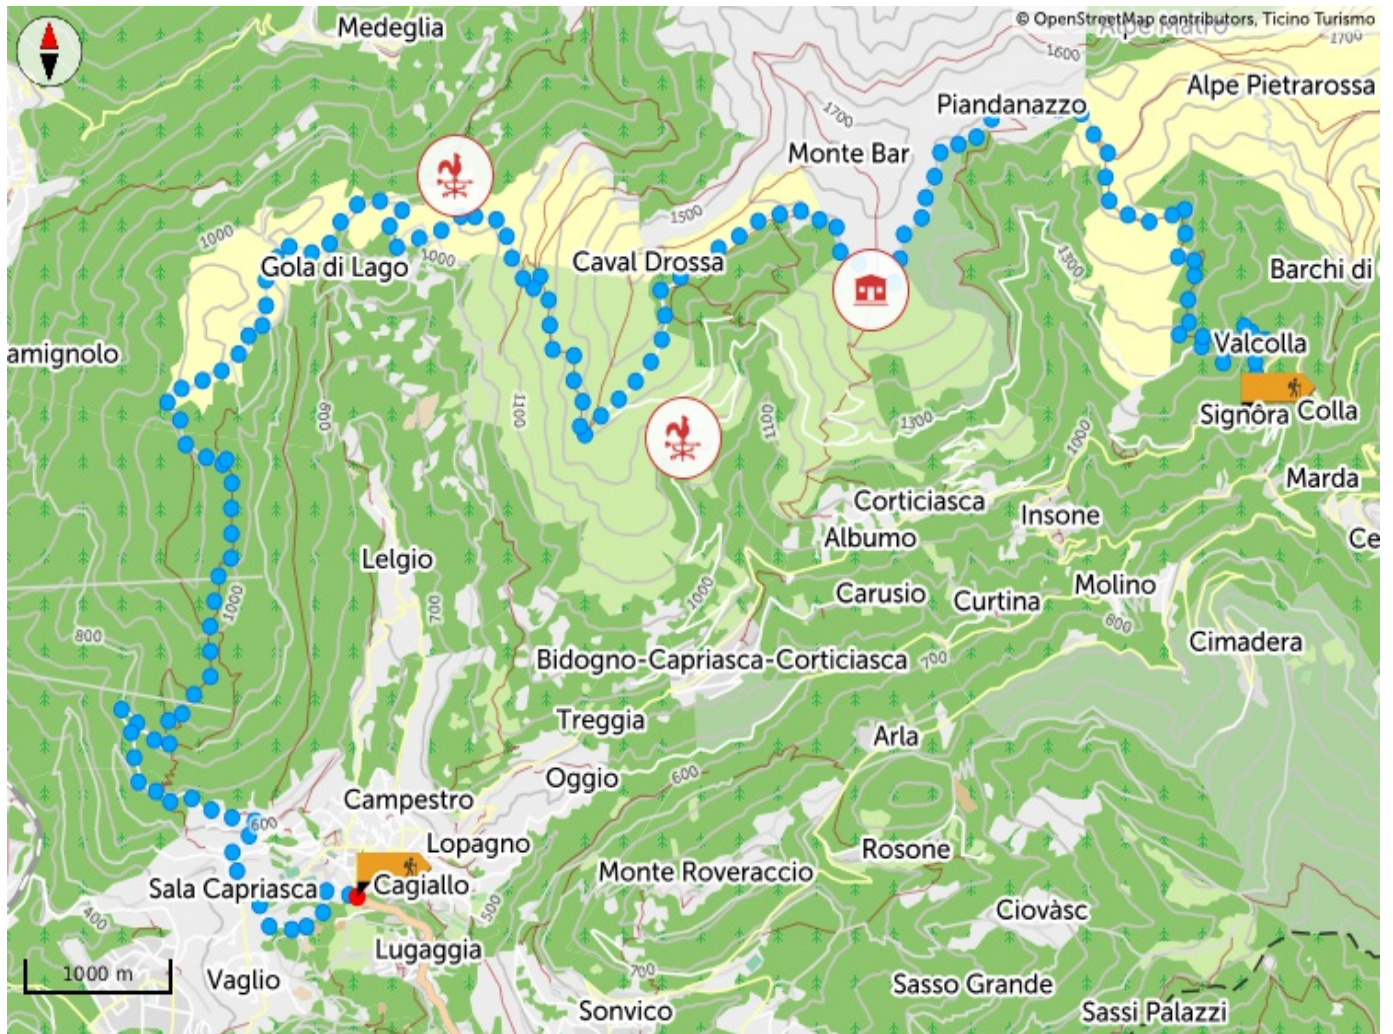 Medeglia
© OpenStreetMap contributors, Ticino Turismo
Alpe Matro
1700
1600
Alpe Pietrarossa
Piandanazzo
1700
Monte Bar
1500
1000
1000
Gola di Lago
Caval Drossa
1300
Barchi di
amignolo
Valcolla
800
1100
1100
1300
Signôra
Colla
1000
Marda
Corticiasca
Insone
Albumo
Ce
Lelgio
1000
700
1000
Carusio
Curtina
Molino
800
800
Cimadera
Bidogno-Capriasca-Corticiasca
700
Treggia
Arla
Oggio
600
Campestro
600
Lopagno
Rosone
Monte Roveraccio
Sala Capriasca
Cagiallo
400
500
Ciovàsc
Lugaggia
1000 m
Vaglio
700
Sasso Grande
Sonvico
Sassi Palazzi